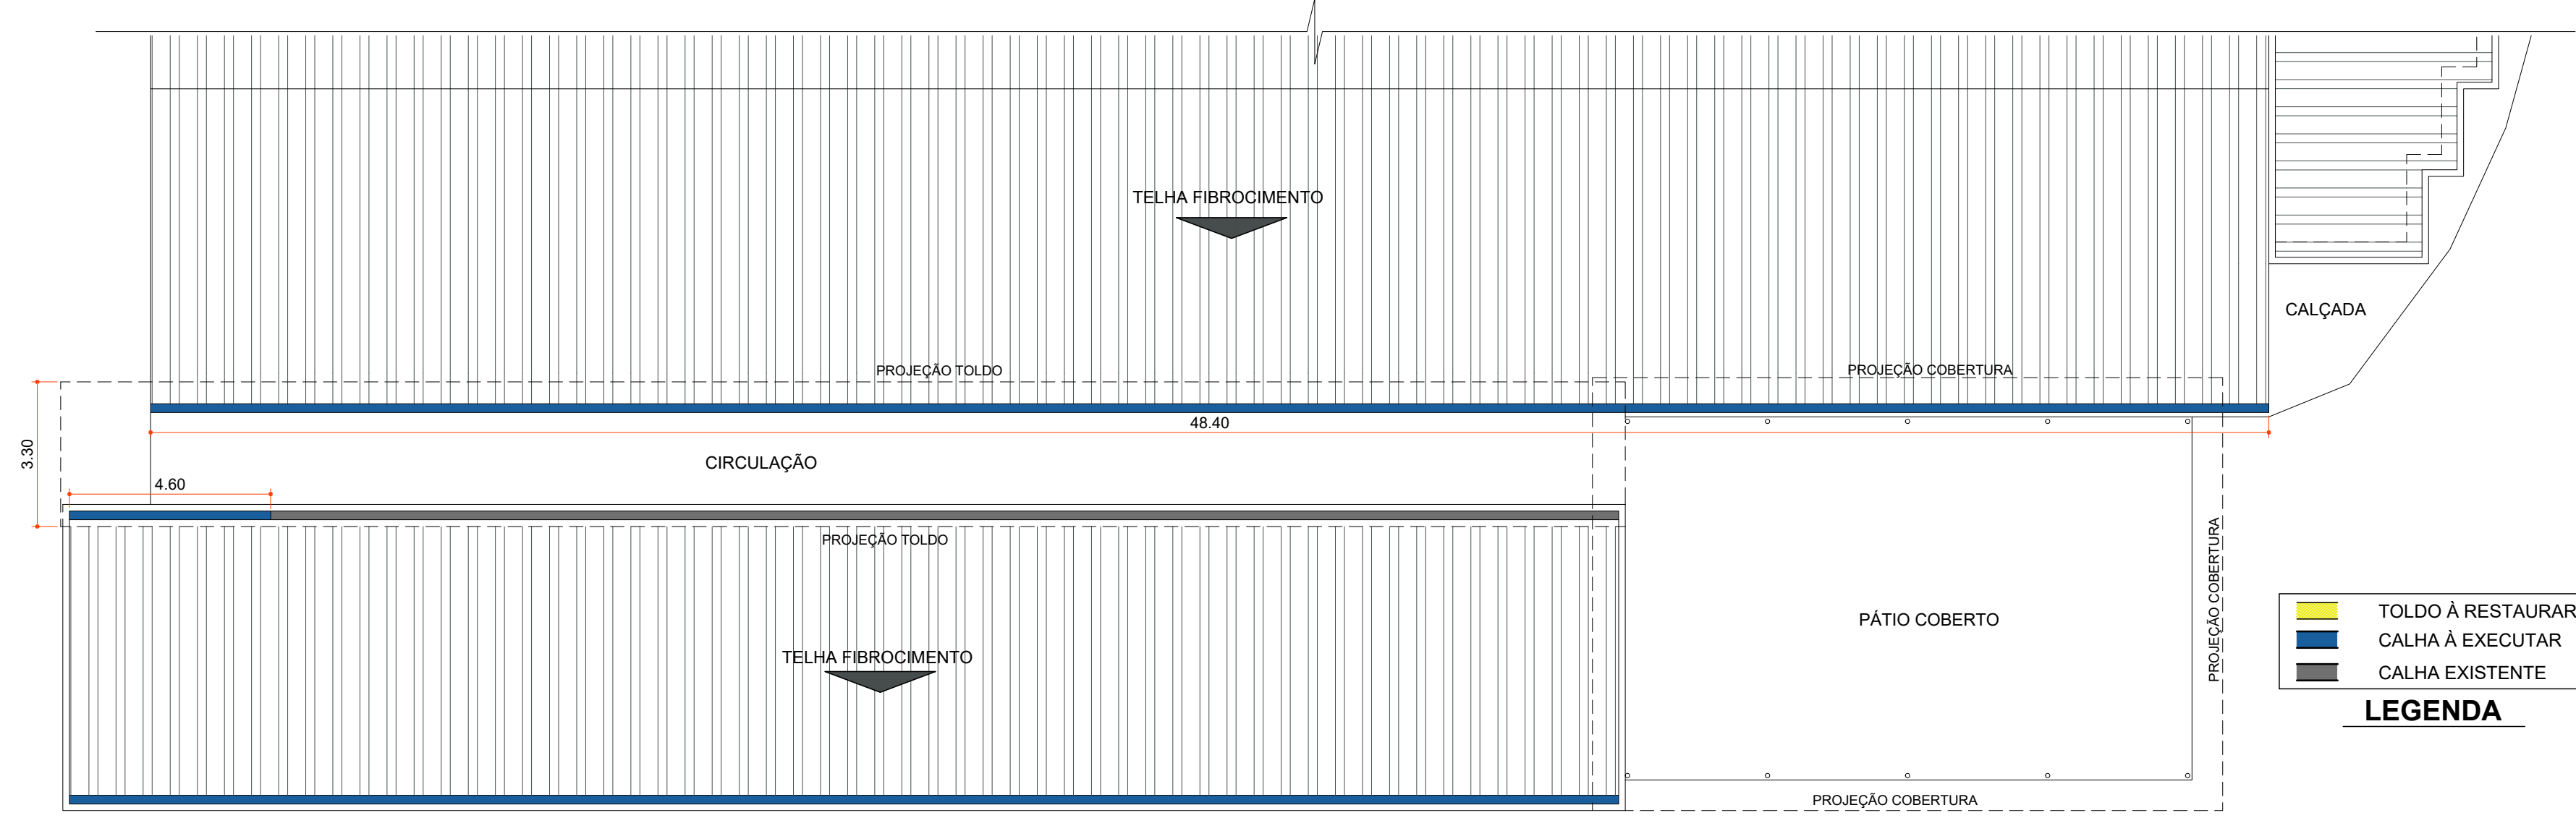 TELHA FIBROCIMENTO
CALÇADA
PROJEÇÃO TOLDO
PROJEÇÃO COBERTURA
48.40
3.30
CIRCULAÇÃO
4.60
PROJEÇÃO TOLDO
PROJEÇÃO COBERTURA
TELHA FIBROCIMENTO
PÁTIO COBERTO
PROJEÇÃO COBERTURA
TOLDO À RESTAURAR
CALHA À EXECUTAR
CALHA EXISTENTE
LEGENDA